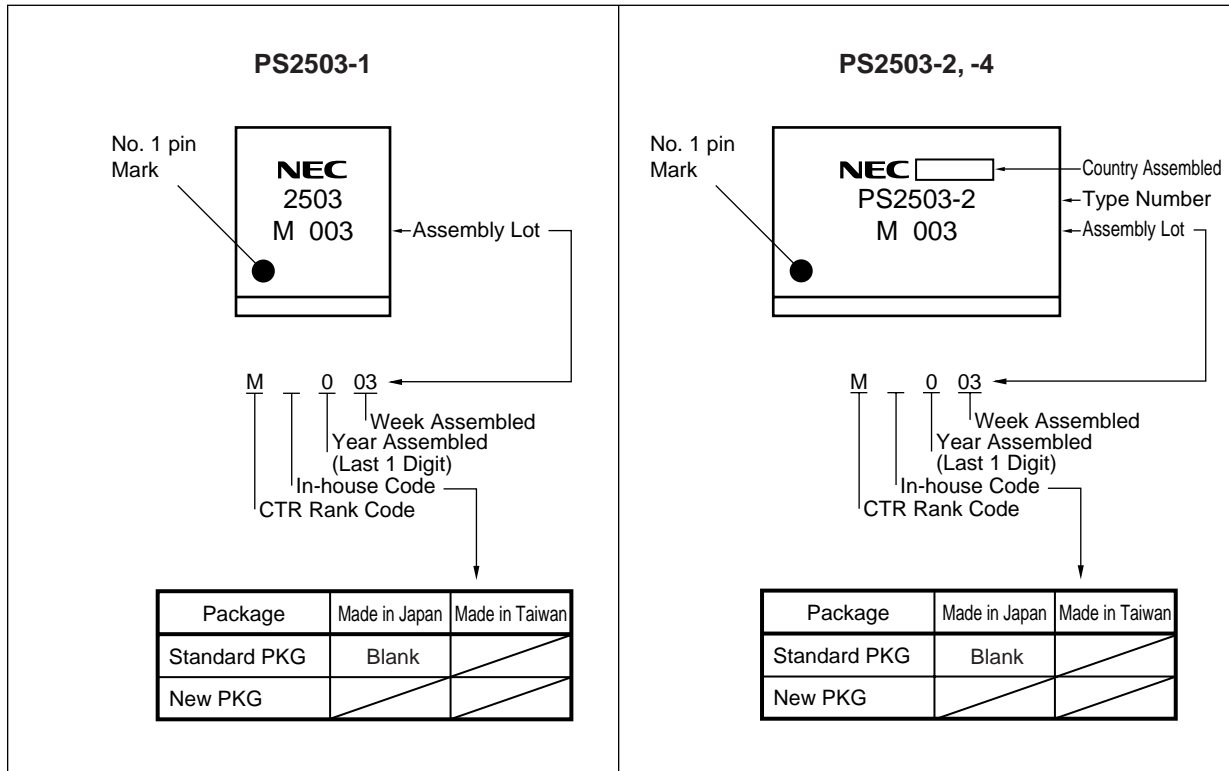 PS2503-1
No. 1 pin
Mark
NEC
2503
M 003
Assembly Lot
M 0 03
Week Assembled
Year Assembled
(Last 1 Digit)
In-house Code
CTR Rank Code
Package Made in Japan Made in Taiwan
Standard PKG Blank
New PKG
PS2503-2, -4
No. 1 pin
Mark
NEC
Country Assembled
PS2503-2
Type Number
M 003
Assembly Lot
M 0 03
Week Assembled
Year Assembled
(Last 1 Digit)
In-house Code
CTR Rank Code
Package Made in Japan Made in Taiwan
Standard PKG Blank
New PKG